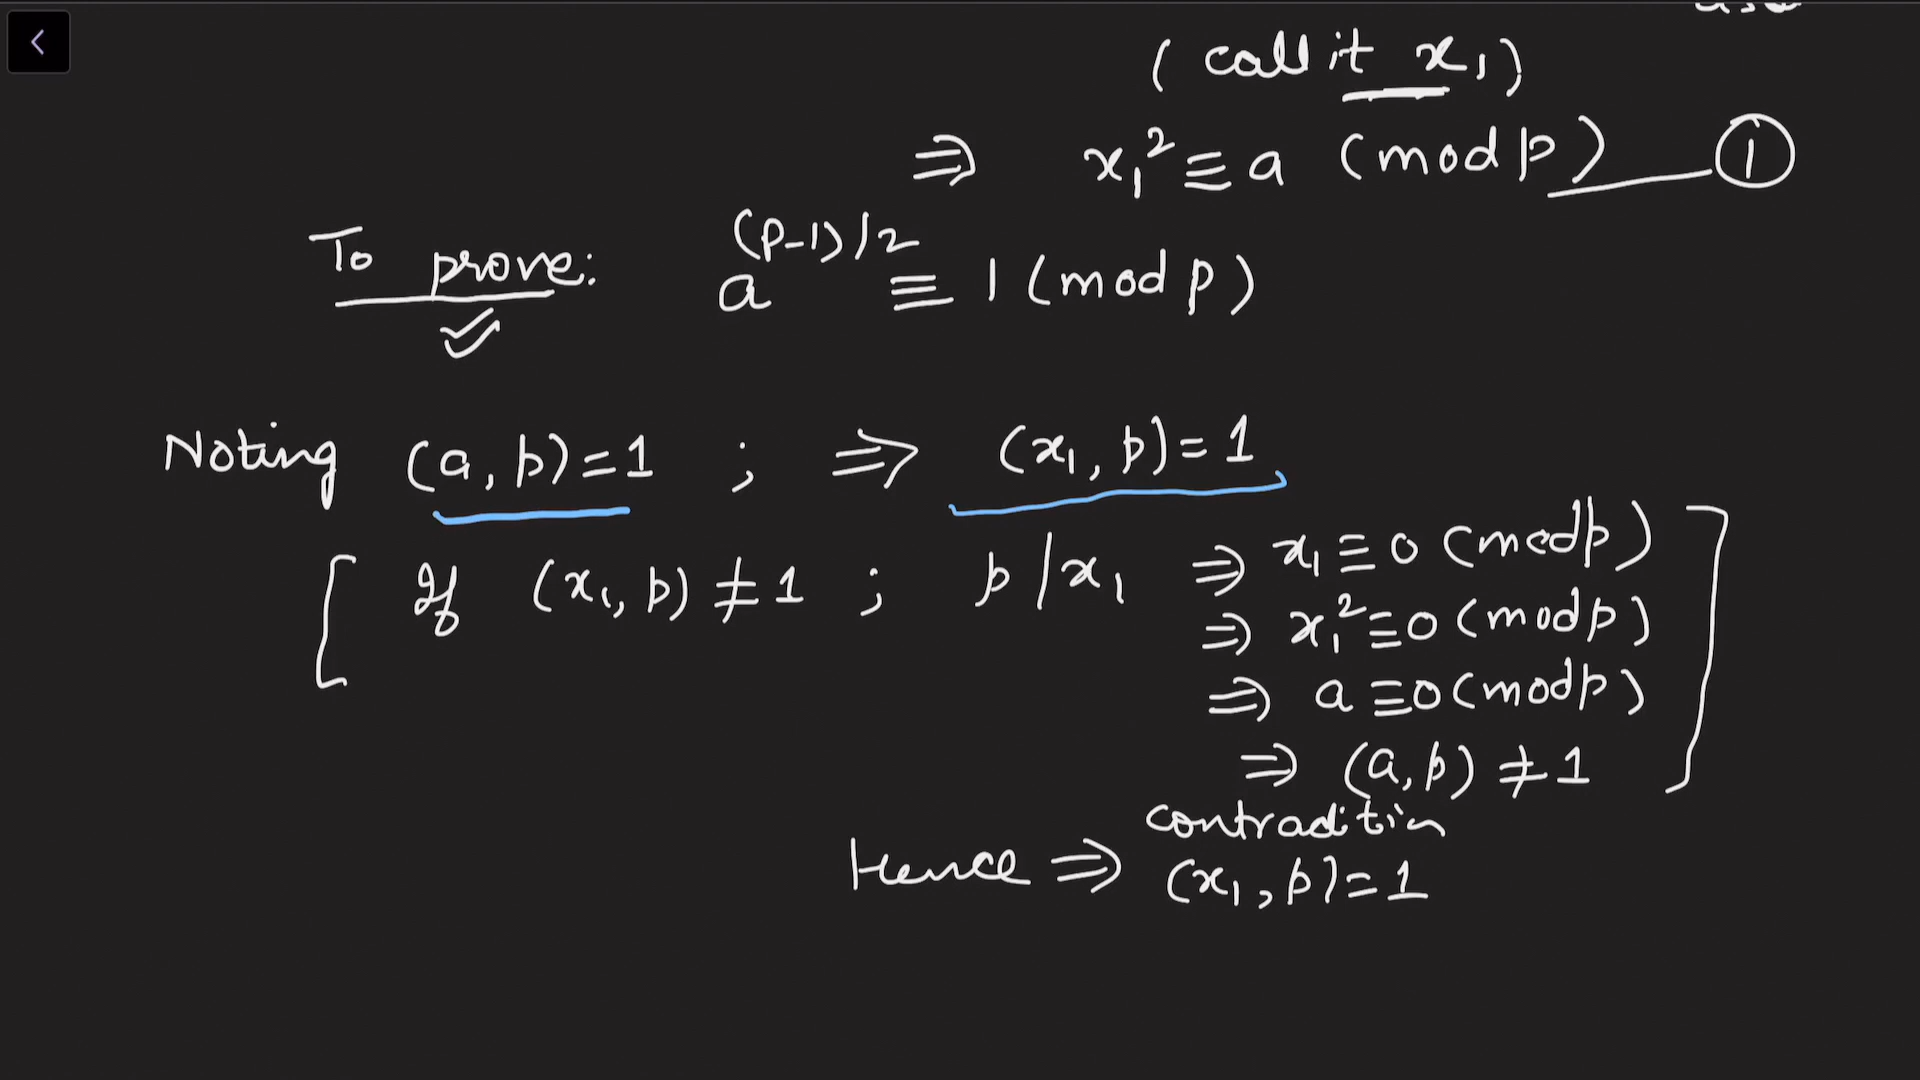 ( call it x₁)
⇒ x₁² ≡ a (mod p) — ①
To prove: a^(p-1)/2 ≡ 1 (mod p)
Noting (a, p)=1 ; ⇒ (x₁, p)=1
[ If (x₁, p) ≠ 1 ; p/x₁ ⇒ x₁ ≡ 0 (mod p) ]
⇒ x₁² ≡ 0 (mod p)
⇒ a ≡ 0 (mod p)
⇒ (a, p) ≠ 1
contraditin
Hence ⇒ (x₁, p)=1